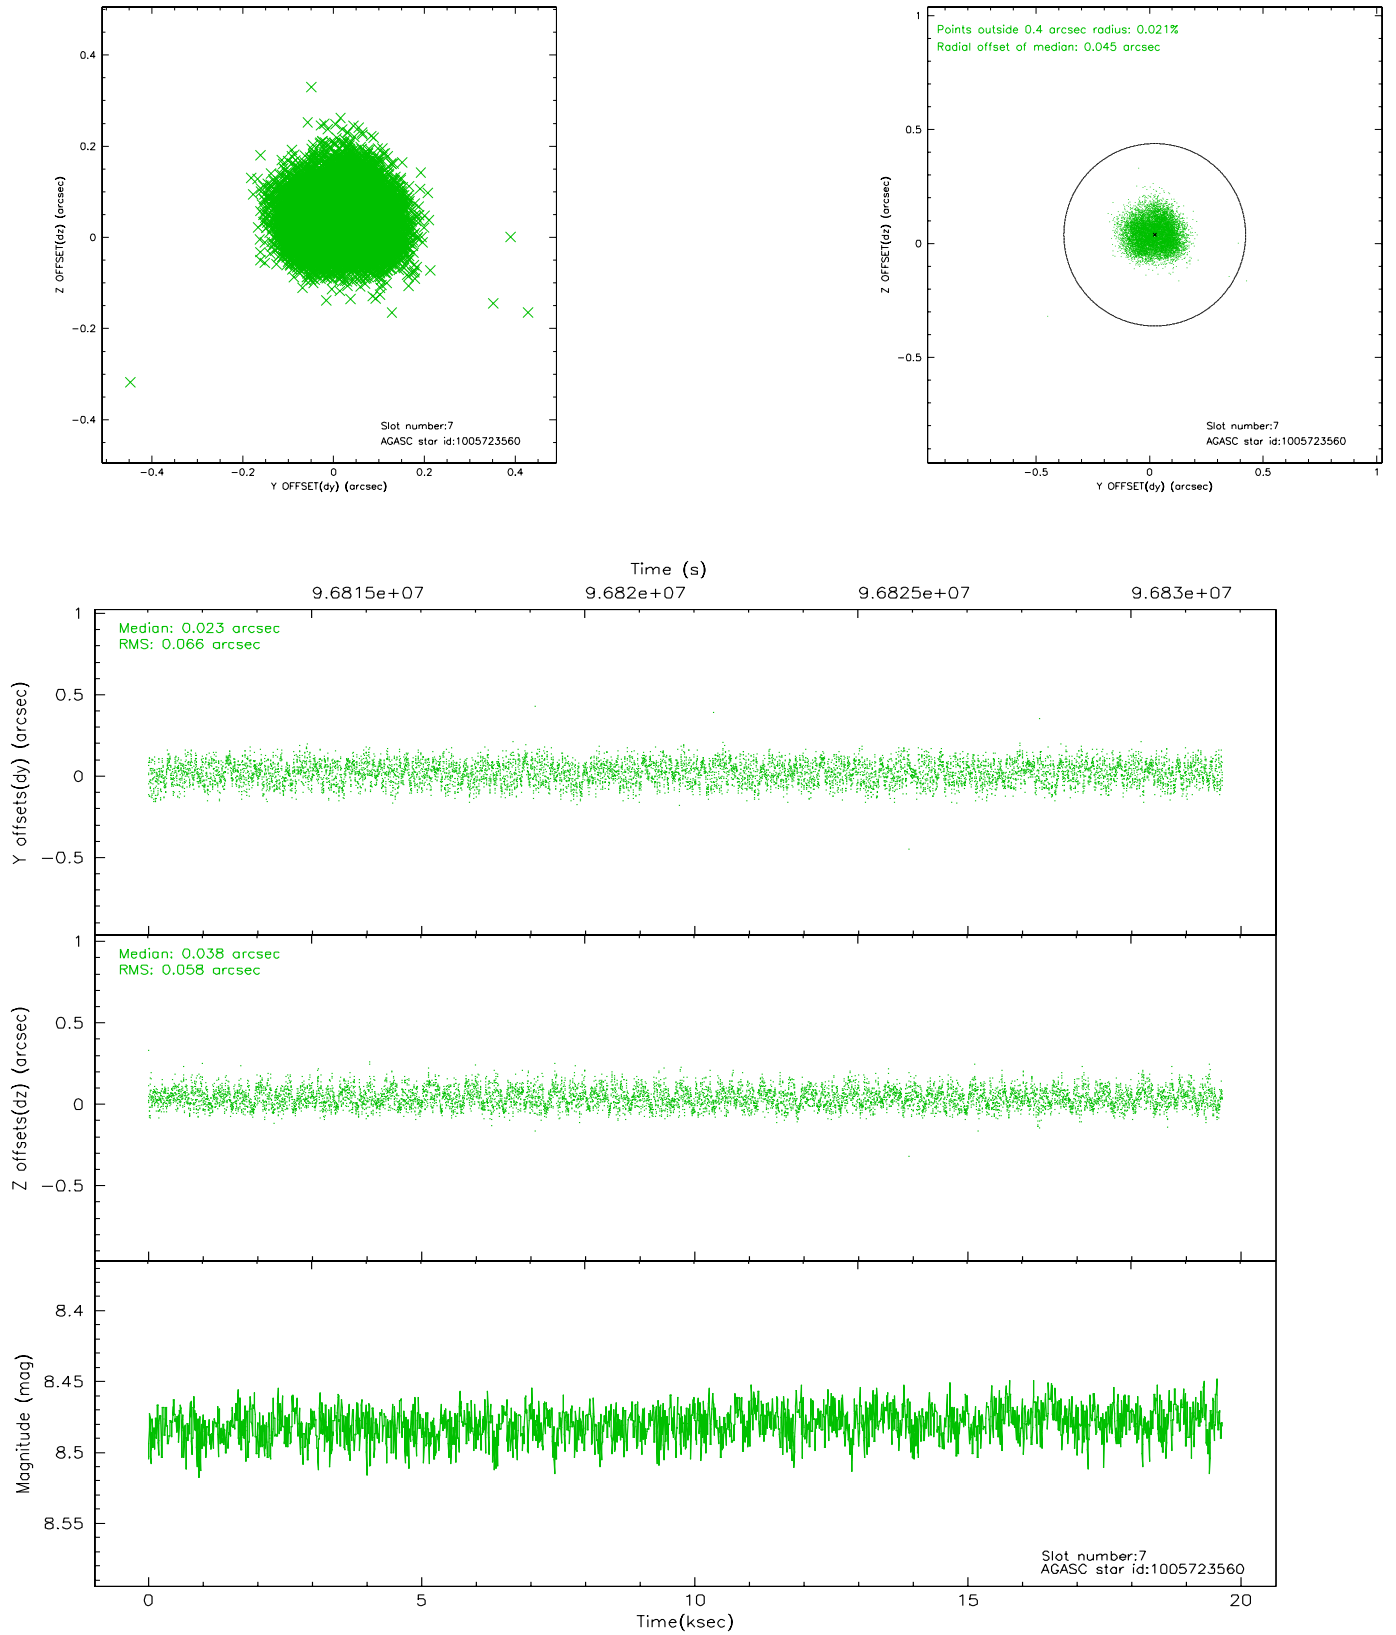 0.4
0.2
0
−0.2
−0.4
Z OFFSET(dz) (arcsec)
Slot number:7
AGASC star id:1005723560
−0.4 −0.2 0 0.2 0.4
Y OFFSET(dy) (arcsec)
Points outside 0.4 arcsec radius: 0.021%
Radial offset of median: 0.045 arcsec
1
0.5
0
−0.5
Z OFFSET(dz) (arcsec)
Slot number:7
AGASC star id:1005723560
−0.5 0 0.5 1
Y OFFSET(dy) (arcsec)
Time (s)
9.6815e+07 9.682e+07 9.6825e+07 9.683e+07
Median: 0.023 arcsec
RMS: 0.066 arcsec
1
0.5
0
−0.5
Y offsets(dy) (arcsec)
Median: 0.038 arcsec
RMS: 0.058 arcsec
1
0.5
0
−0.5
Z offsets(dz) (arcsec)
8.4
8.45
8.5
8.55
Magnitude (mag)
Slot number:7
AGASC star id:1005723560
0 5 10 15 20
Time(ksec)